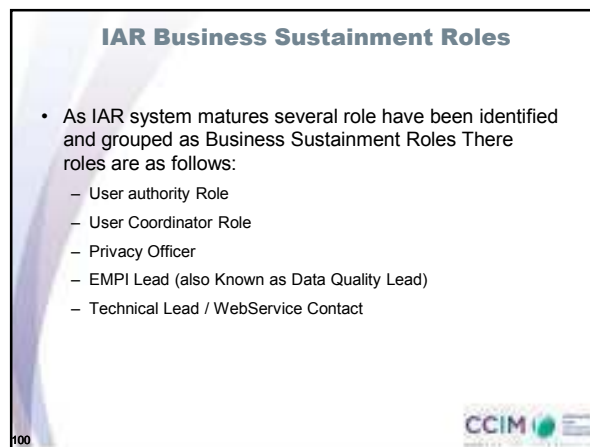 IAR Business Sustainment Roles
• As IAR system matures several role have been identified
and grouped as Business Sustainment Roles There
roles are as follows:
– User authority Role
– User Coordinator Role
– Privacy Officer
– EMPI Lead (also Known as Data Quality Lead)
– Technical Lead / WebService Contact
100
CCIM